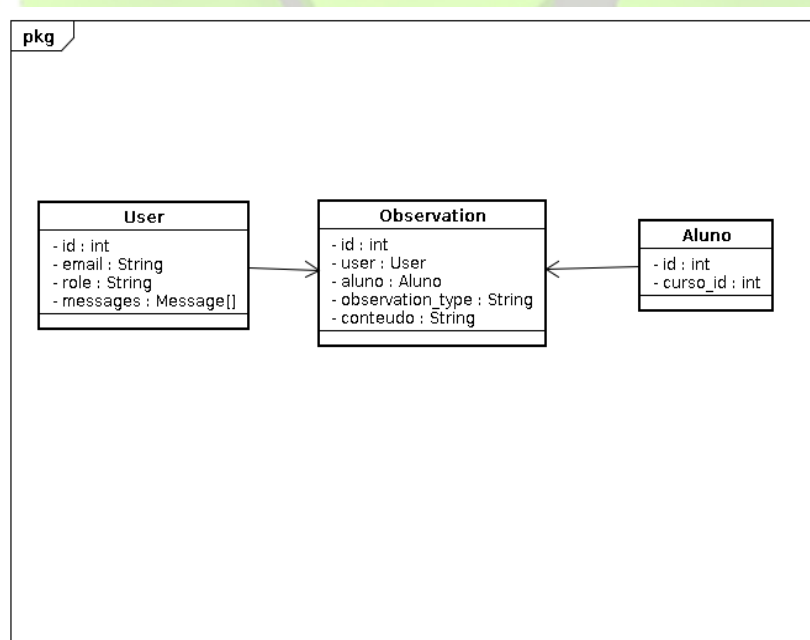 pkg
User
- id : int
- email : String
- role : String
- messages : Message[]
Observation
- id : int
- user : User
- aluno : Aluno
- observation_type : String
- conteudo : String
Aluno
- id : int
- curso_id : int